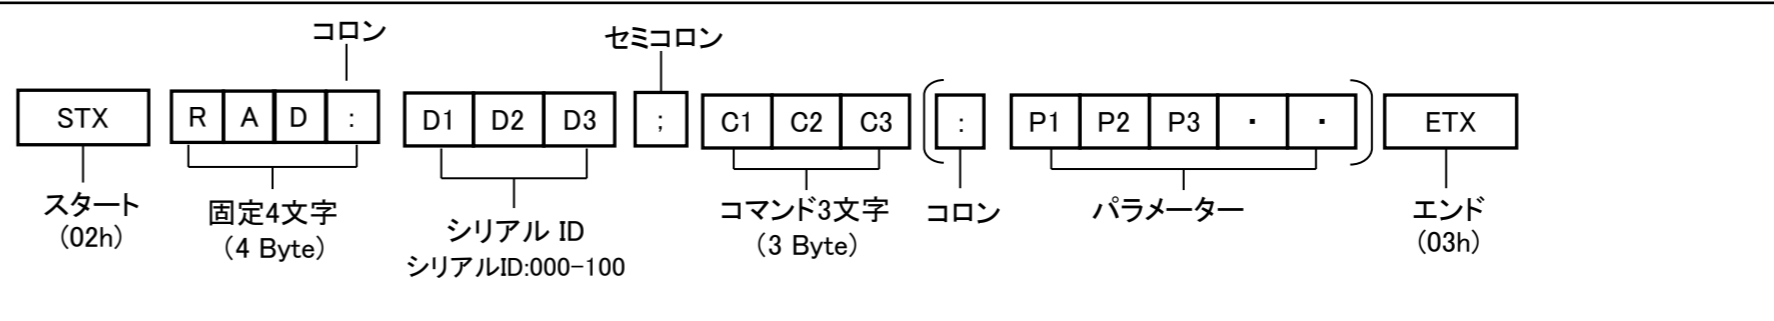 コロン
セミコロン
STX R A D : D1 D2 D3 ; C1 C2 C3 ( : P1 P2 P3 ・ ・ ) ETX
スタート
(02h)
固定4文字
(4 Byte)
シリアル ID
シリアルID:000-100
コマンド3文字
(3 Byte)
コロン
パラメーター
エンド
(03h)